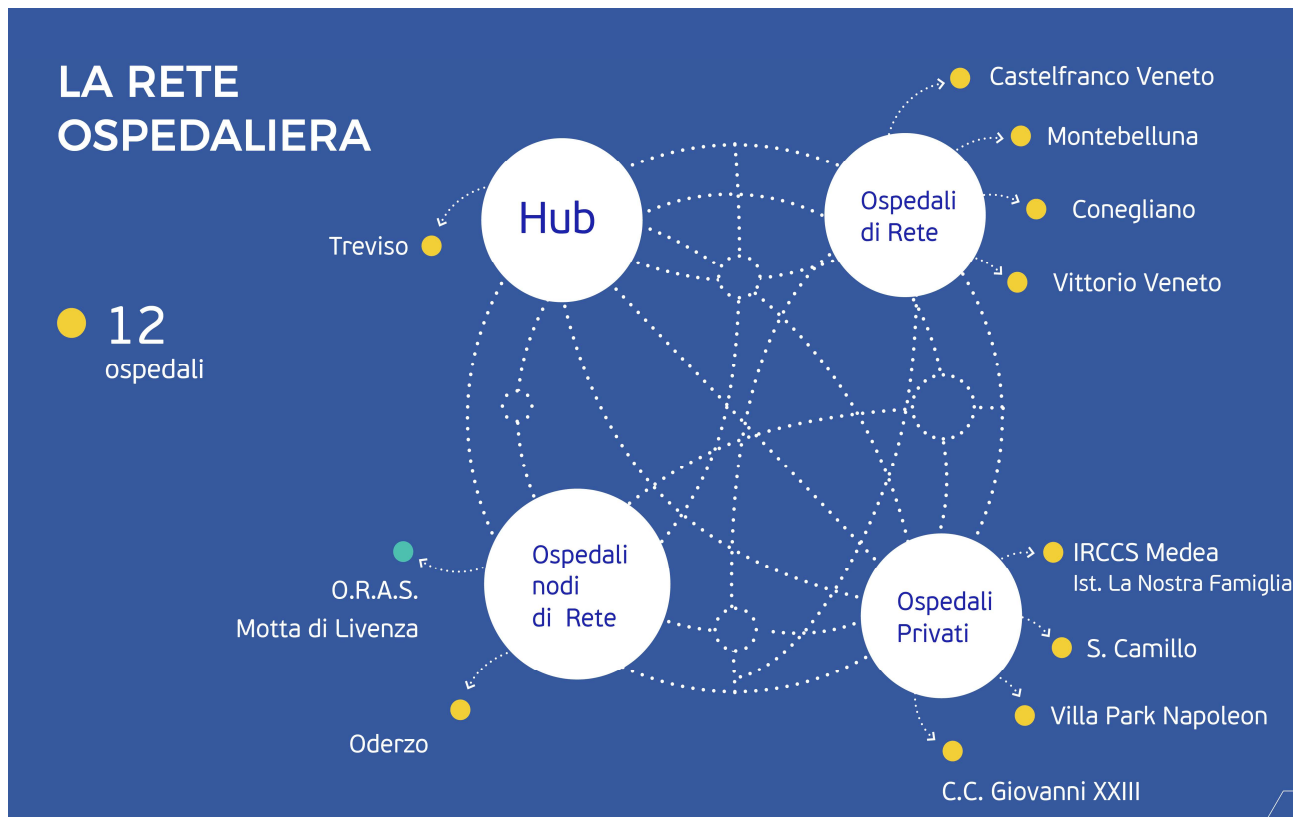 LA RETE
OSPEDALIERA
12
ospedali
Hub
Treviso
Ospedali
di Rete
Castelfranco Veneto
Montebelluna
Conegliano
Vittorio Veneto
Ospedali
nodi
di Rete
O.R.A.S.
Motta di Livenza
Oderzo
Ospedali
Privati
IRCCS Medea
Ist. La Nostra Famiglia
S. Camillo
Villa Park Napoleon
C.C. Giovanni XXIII